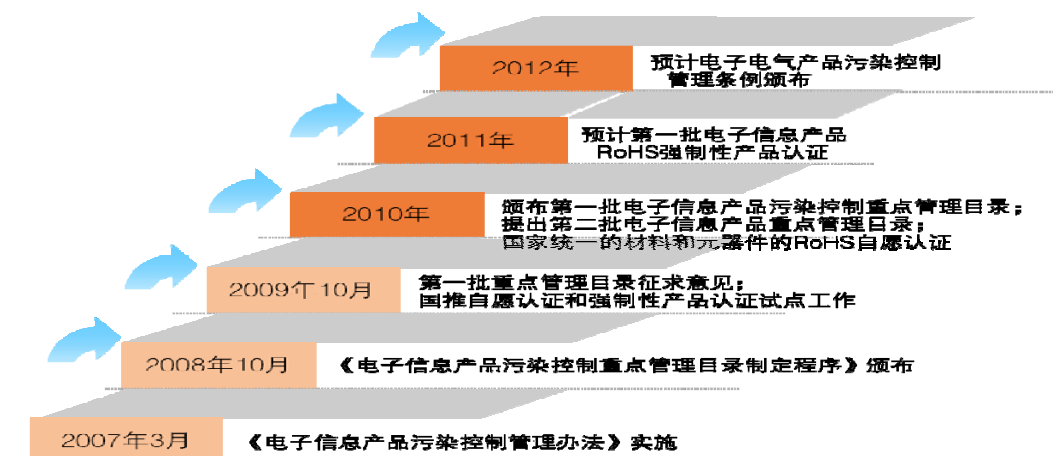 2012年
预计电子电气产品污染控制
管理条例颁布
2011年
预计第一批电子信息产品
RoHS强制性产品认证
2010年
颁布第一批电子信息产品污染控制重点管理目录；
提出第二批电子信息产品重点管理目录；
国家统一的材料和元器件的RoHS自愿认证
2009年10月
第一批重点管理目录征求意见；
国推自愿认证和强制性产品认证试点工作
2008年10月
《电子信息产品污染控制重点管理目录制定程序》颁布
2007年3月
《电子信息产品污染控制管理办法》实施